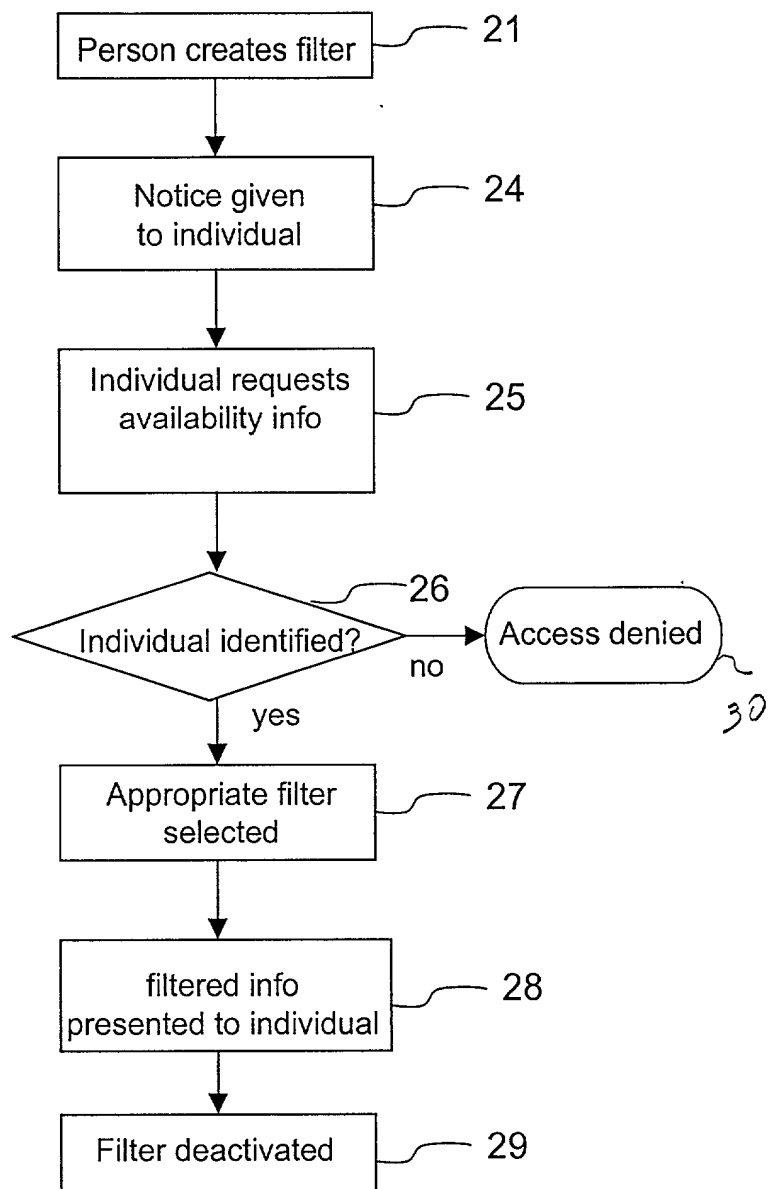 Person creates filter
21
Notice given
to individual
24
Individual requests
availability info
25
Individual identified?
26
no
Access denied
30
yes
Appropriate filter
selected
27
filtered info
presented to individual
28
Filter deactivated
29